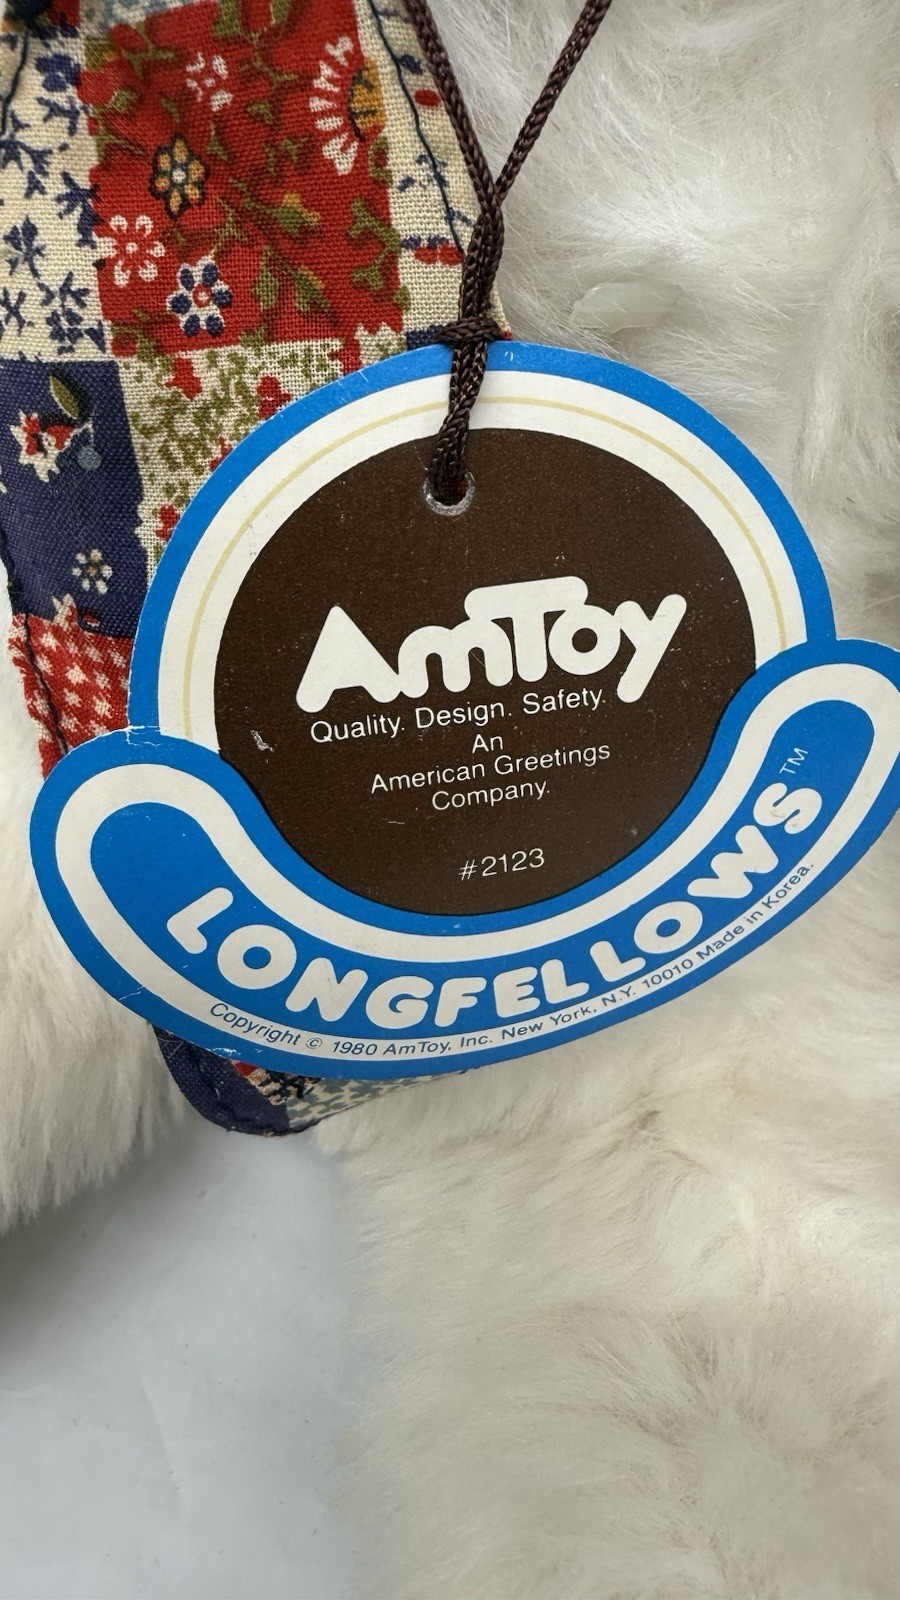 AmToy
Quality. Design. Safety.
An
American Greetings
Company.
#2123
LONGFELLOWS™
Copyright © 1980 AmToy, Inc. New York, N.Y. 10010 Made in Korea.